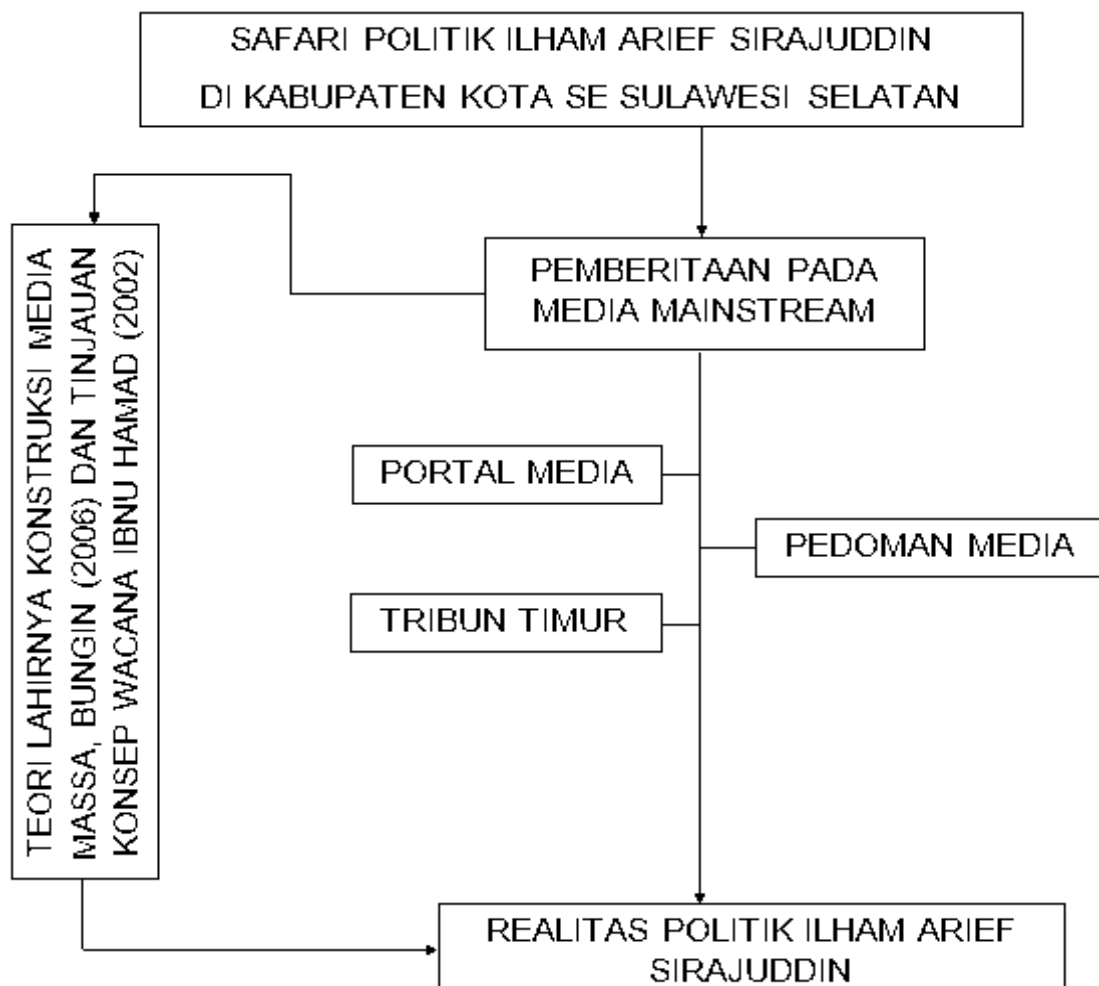 SAFARI POLITIK ILHAM ARIEF SIRAJUDDIN
DI KABUPATEN KOTA SE SULAWESI SELATAN
PEMBERITAAN PADA
MEDIA MAINSTREAM
TEORI LAHIRNYA KONSTRUKSI MEDIA
MASSA, BUNGIN (2006) DAN TINJAUAN
KONSEP WACANA IBNU HAMAD (2002)
PORTAL MEDIA
PEDOMAN MEDIA
TRIBUN TIMUR
REALITAS POLITIK ILHAM ARIEF
SIRAJUDDIN